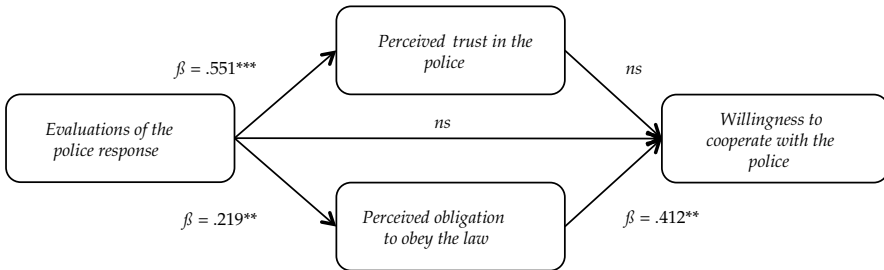 Perceived trust in the
police
ß = .551***
ns
Evaluations of the
police response
ns
Willingness to
cooperate with the
police
ß = .219**
Perceived obligation
to obey the law
ß = .412**